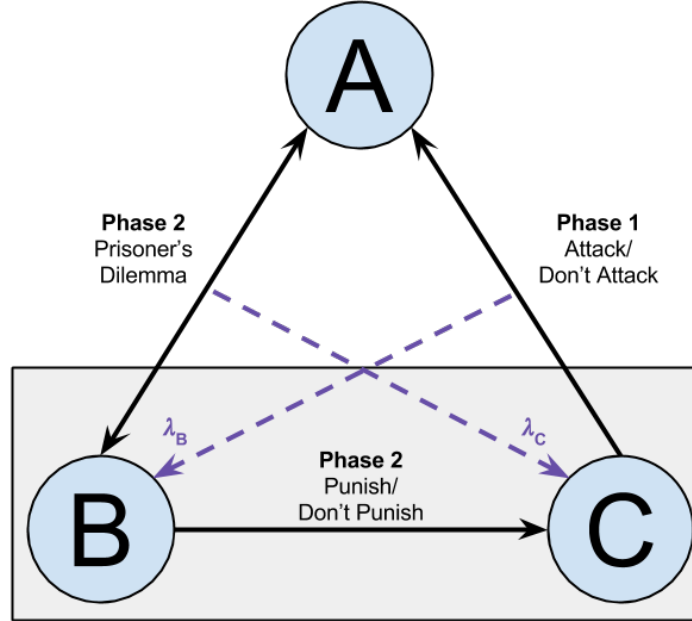 A
Phase 2
Prisoner's
Dilemma
Phase 1
Attack/
Don't Attack
λB
λC
Phase 2
Punish/
Don't Punish
B
C